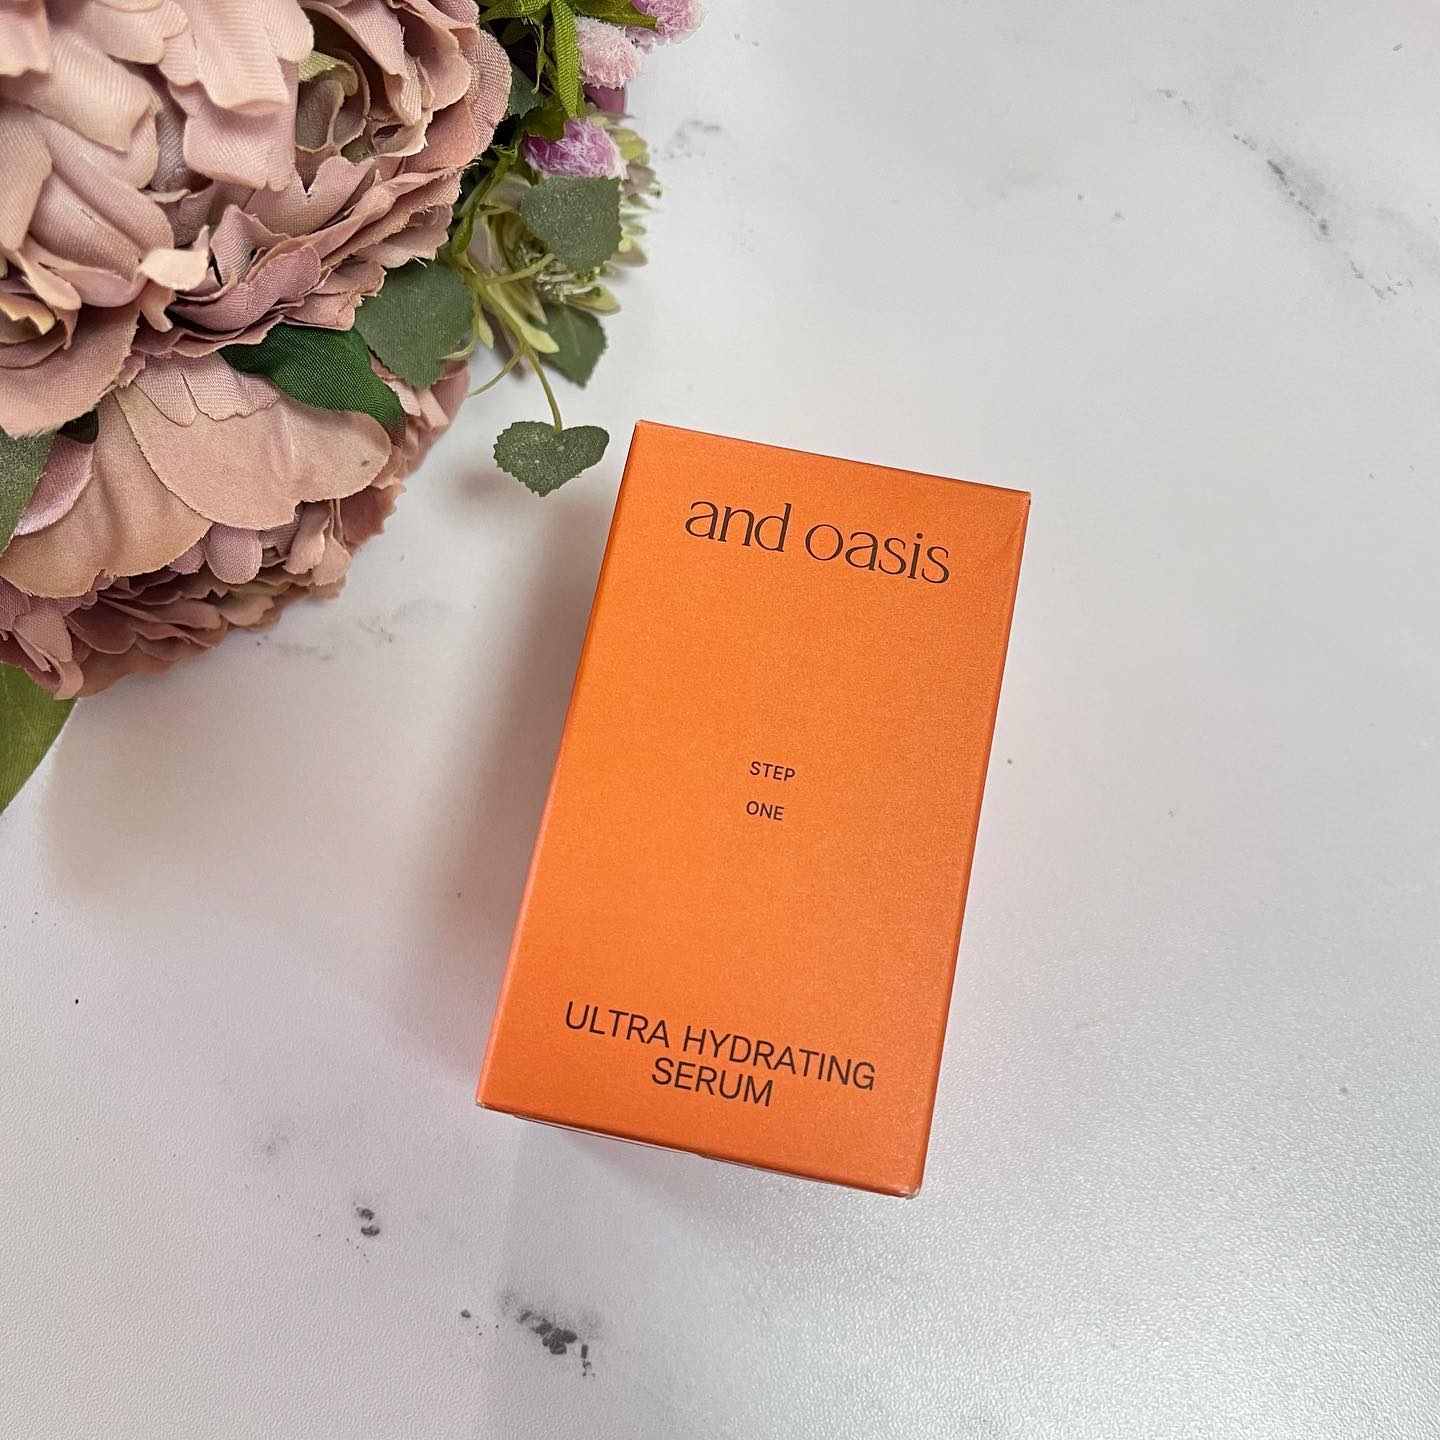 and oasis
STEP
ONE
ULTRA HYDRATING
SERUM